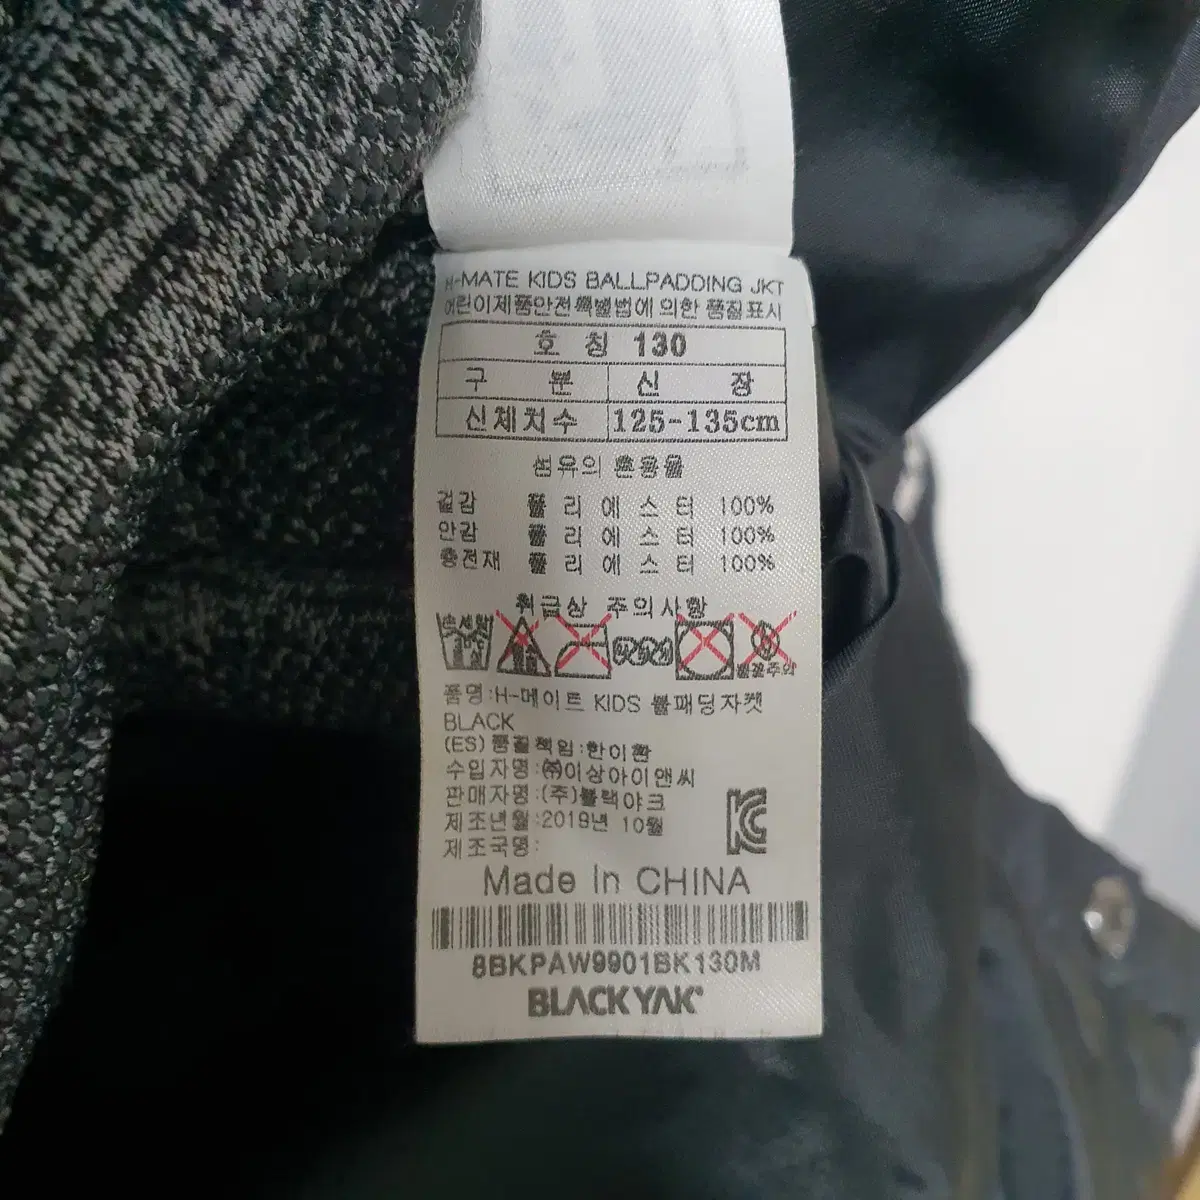 H-MATE KIDS BALLPADDING JKT
어린이제품안전특별법에 의한 품질표시
호 칭 130
구 분 신 장
신체치수 125-135cm
섬유의 혼용율
겉감 폴 리 에 스 터 100%
안감 폴 리 에 스 터 100%
충전재 폴 리 에 스 터 100%
취급상 주의사항
손세탁
불꽃주의
품명:H-메이트 KIDS 볼패딩자켓
BLACK
(ES) 품질책임:한이환
수입자명:㈜이상아이앤씨
판매자명:(주)블랙야크
제조년월:2019년 10월
제조국명:
Made In CHINA
8BKPAW9901BK130M
BLACKYAK